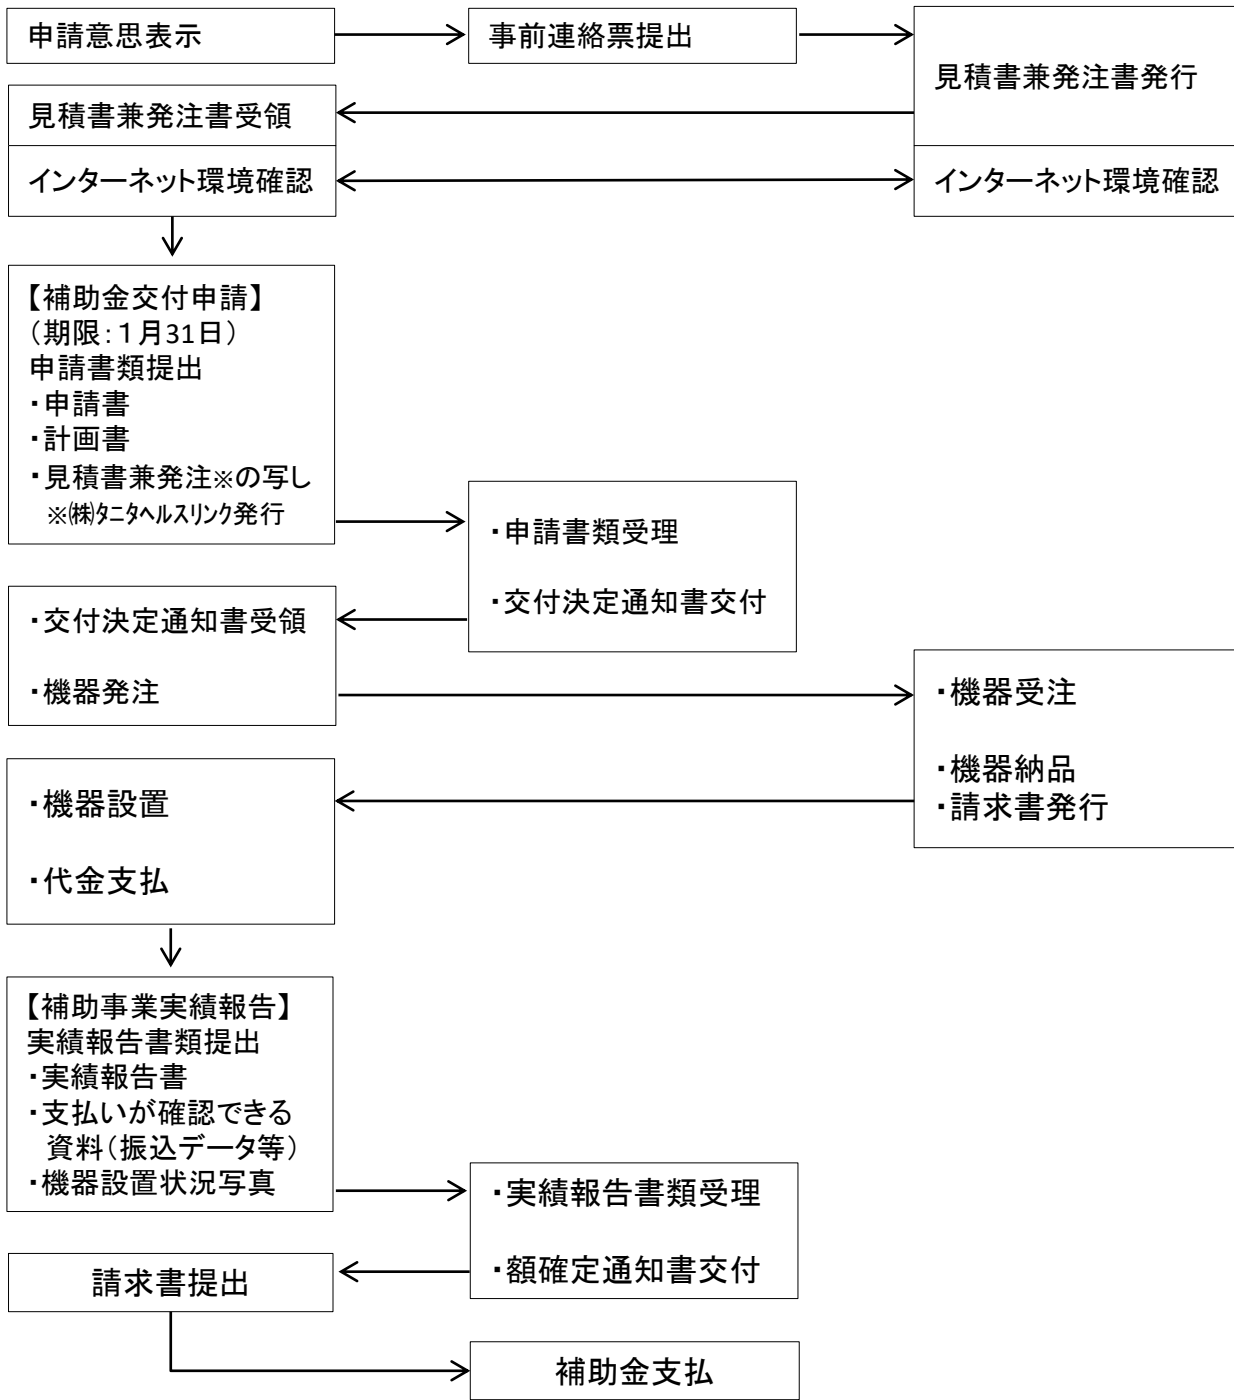 申請意思表示
事前連絡票提出
見積書兼発注書発行
見積書兼発注書受領
インターネット環境確認
インターネット環境確認
【補助金交付申請】
（期限：１月31日）
申請書類提出
・申請書
・計画書
・見積書兼発注※の写し
※㈱ﾀﾆﾀﾍﾙｽﾘﾝｸ発行
・申請書類受理
・交付決定通知書交付
・交付決定通知書受領
・機器発注
・機器受注
・機器納品
・請求書発行
・機器設置
・代金支払
【補助事業実績報告】
実績報告書類提出
・実績報告書
・支払いが確認できる
資料（振込データ等）
・機器設置状況写真
・実績報告書類受理
・額確定通知書交付
請求書提出
補助金支払